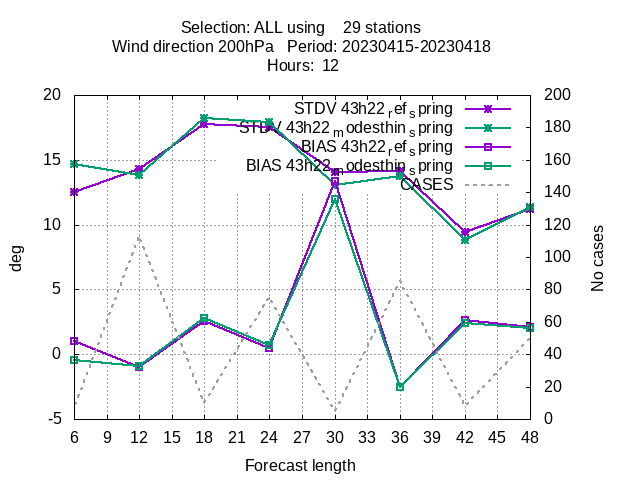 Selection: ALL using 29 stations
Wind direction 200hPa Period: 20230415-20230418
Hours: 12
20 200
STDV 43h22_ref_spring
180
STDV 43h22_modesthin_spring
BIAS 43h22_ref_spring
15 160
BIAS 43h22_modesthin_spring
CASES
140
10 120
100
5 80
60
0 40
20
-5 0
deg
No cases
6 9 12 15 18 21 24 27 30 33 36 39 42 45 48
Forecast length